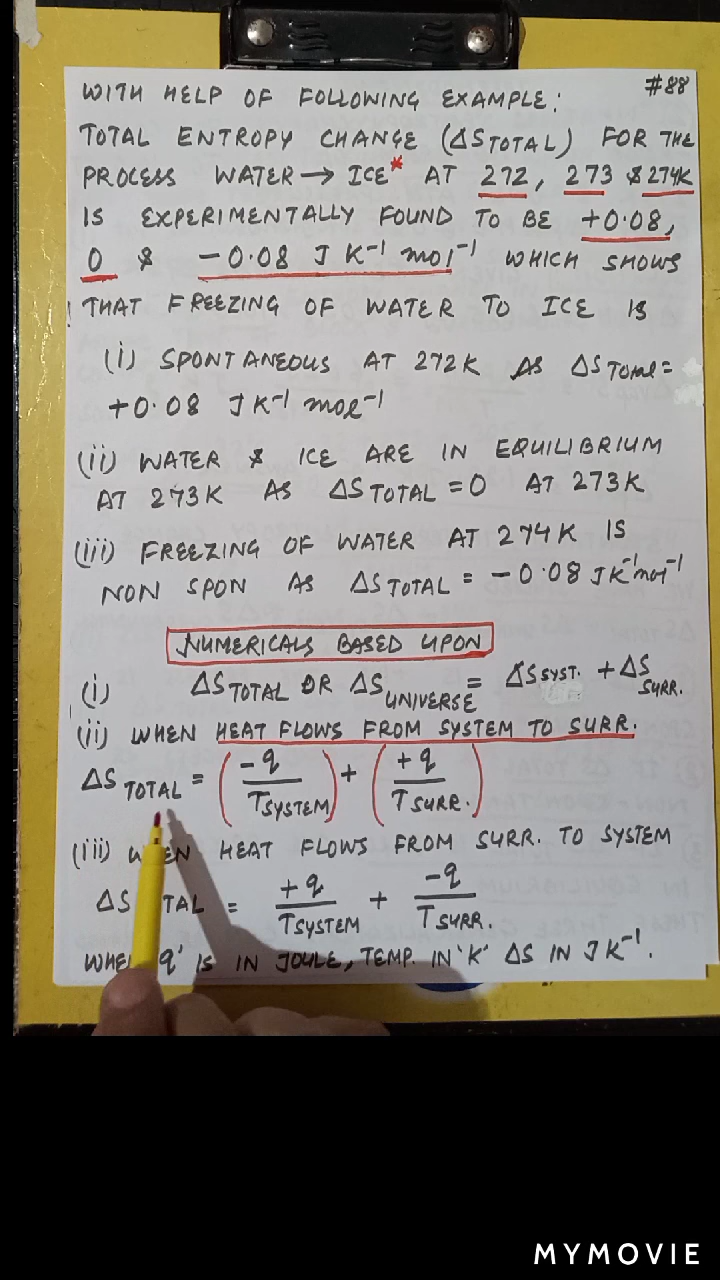 #88
WITH HELP OF FOLLOWING EXAMPLE:
TOTAL ENTROPY CHANGE (ΔS TOTAL) FOR THE
PROCESS WATER → ICE* AT 272, 273 & 274K
IS EXPERIMENTALLY FOUND TO BE +0.08,
0 & -0.08 J K⁻¹ mol⁻¹ WHICH SHOWS
THAT FREEZING OF WATER TO ICE IS
(i) SPONTANEOUS AT 272K AS ΔS TOTAL =
+0.08 JK⁻¹ mol⁻¹
(ii) WATER & ICE ARE IN EQUILIBRIUM
AT 273K AS ΔS TOTAL = 0 AT 273K
(iii) FREEZING OF WATER AT 274K IS
NON SPON AS ΔS TOTAL = -0.08 JK⁻¹mol⁻¹
NUMERICALS BASED UPON
(i) ΔS TOTAL OR ΔS UNIVERSE = ΔS SYST. + ΔS SURR.
(ii) WHEN HEAT FLOWS FROM SYSTEM TO SURR.
ΔS TOTAL = (-q / T SYSTEM) + (+q / T SURR.)
(iii) HEAT FLOWS FROM SURR. TO SYSTEM
ΔS = +q / T SYSTEM + -q / T SURR.
'q' IS IN JOULE, TEMP. IN 'K' ΔS IN JK⁻¹.
MYMOVIE